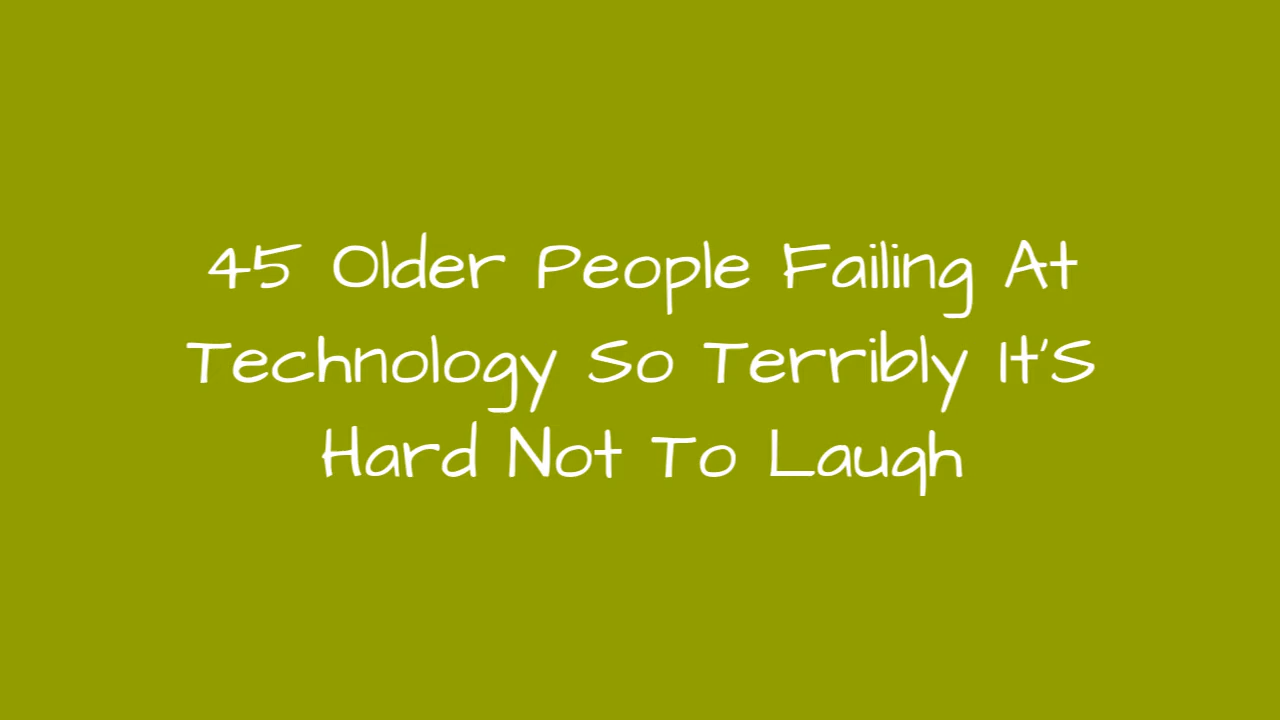 45 Older People Failing At
Technology So Terribly It'S
Hard Not To Laugh